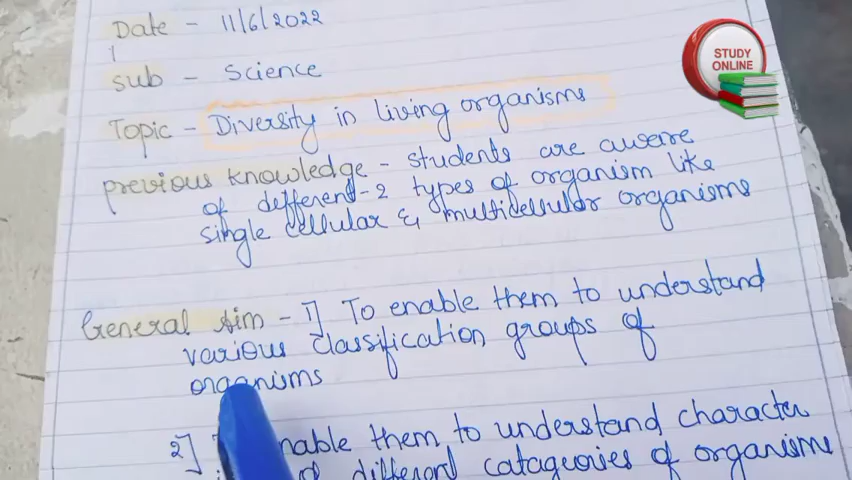 Date - 11/6/2022
sub - Science
Topic - Diversity in living organisms
previous knowledge - students are aware
of different-2 types of organism like
single cellular & multicellular organisms
General Aim - 1] To enable them to understand
various classification groups of
organisms
2] enable them to understand character
of different catageories of organisms
STUDY
ONLINE